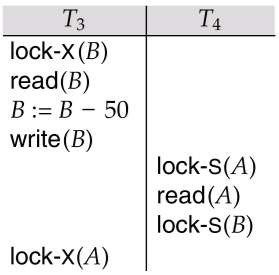 T₃ T₄
lock-X(B)
read(B)
B := B − 50
write(B)
lock-S(A)
read(A)
lock-S(B)
lock-X(A)